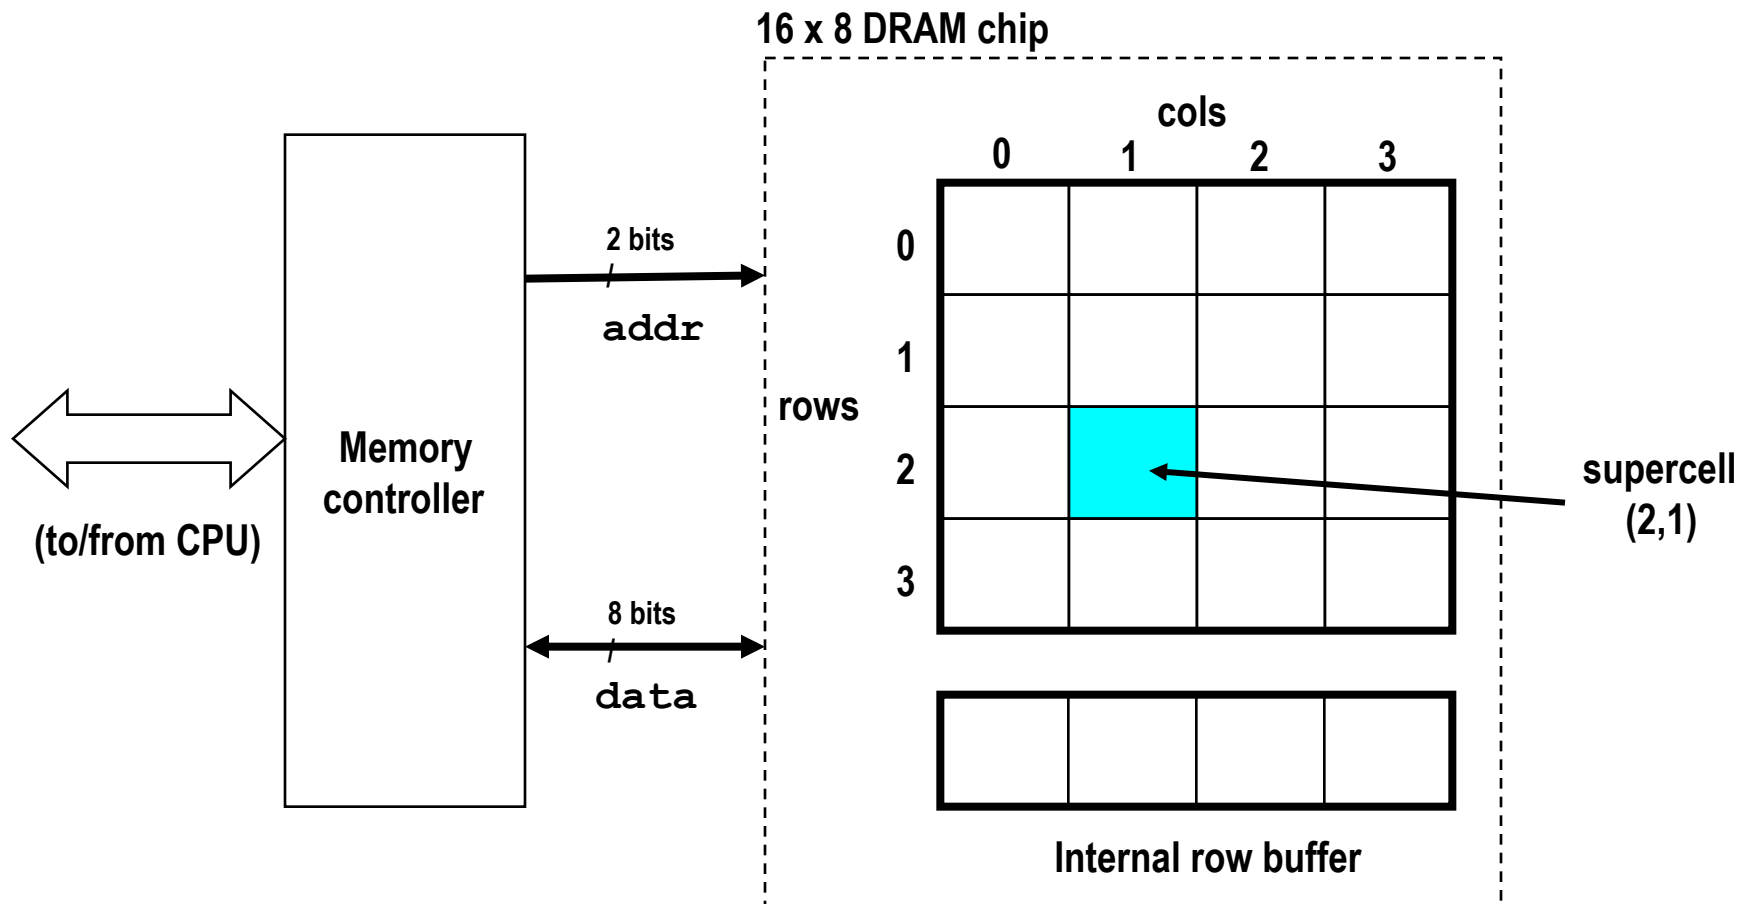 16 x 8 DRAM chip
cols
0 1 2 3
2 bits
addr
0
1
rows
2
3
Memory
controller
(to/from CPU)
supercell
(2,1)
8 bits
data
Internal row buffer